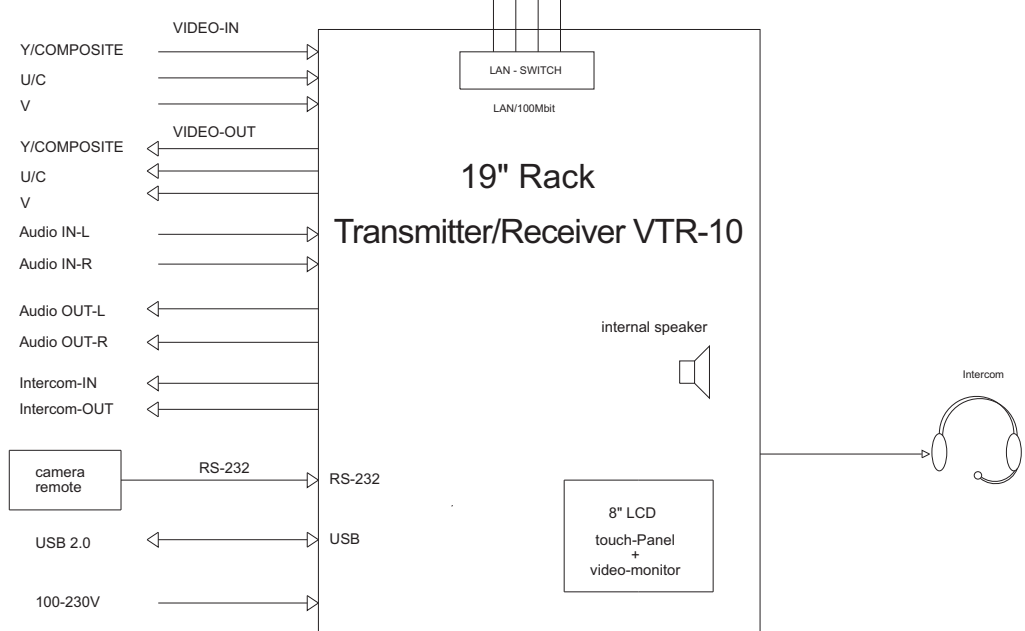 VIDEO-IN
Y/COMPOSITE
U/C
V
VIDEO-OUT
Y/COMPOSITE
U/C
V
Audio IN-L
Audio IN-R
Audio OUT-L
Audio OUT-R
Intercom-IN
Intercom-OUT
camera
remote
RS-232
RS-232
USB 2.0
USB
100-230V
LAN - SWITCH
LAN/100Mbit
19" Rack
Transmitter/Receiver VTR-10
internal speaker
8" LCD
touch-Panel
+
video-monitor
Intercom